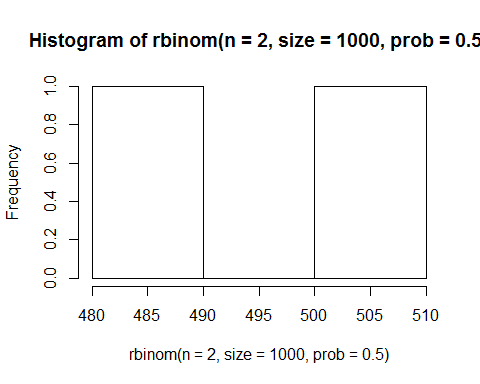 Histogram of rbinom(n = 2, size = 1000, prob = 0.5
Frequency
1.0
0.8
0.6
0.4
0.2
0.0
480 485 490 495 500 505 510
rbinom(n = 2, size = 1000, prob = 0.5)